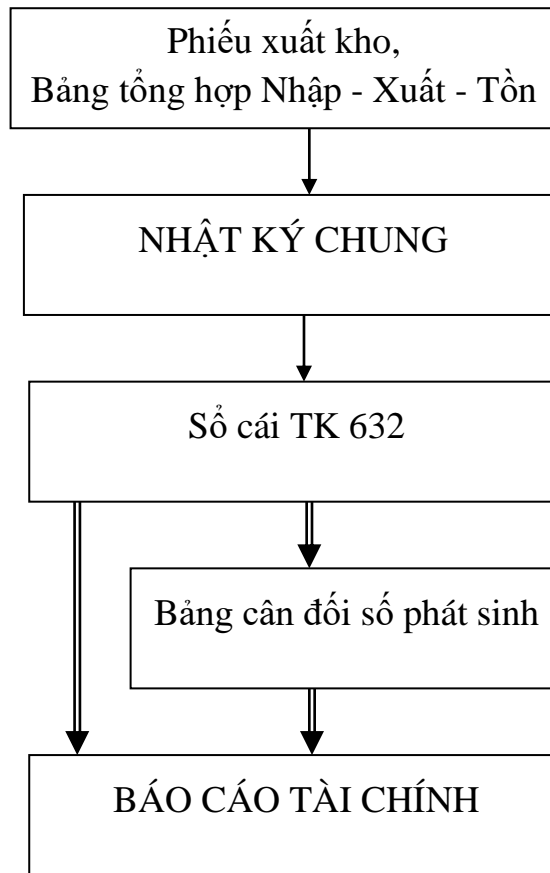 Phiếu xuất kho,
Bảng tổng hợp Nhập - Xuất - Tồn
NHẬT KÝ CHUNG
Sổ cái TK 632
Bảng cân đối số phát sinh
BÁO CÁO TÀI CHÍNH